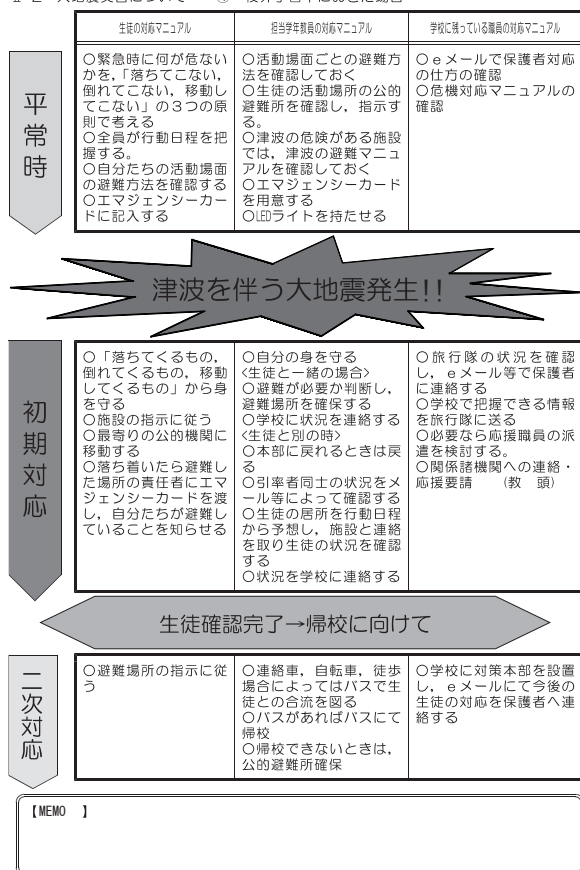 生徒の対応マニュアル
担当学年教員の対応マニュアル
学校に残っている職員の対応マニュアル
平常時
○緊急時に何が危ない
かを,「落ちてこない,
倒れてこない,移動し
てこない」の3つの原
則で考える
○全員が行動日程を把
握する。
○自分たちの活動場面
の避難方法を確認する
○エマジェンシーカー
ドに記入する
○活動場面ごとの避難方
法を確認しておく
○生徒の活動場所の公的
避難所を確認し,指示す
る。
○津波の危険がある施設
では,津波の避難マニュ
アルを確認しておく
○エマジェンシーカード
を用意する
○LEDライトを持たせる
○eメールで保護者対応
の仕方の確認
○危機対応マニュアルの
確認
津波を伴う大地震発生!!
初期対応
○「落ちてくるもの,
倒れてくるもの,移動
してくるもの」から身
を守る
○施設の指示に従う
○最寄りの公的機関に
移動する
○落ち着いたら避難し
た場所の責任者にエマ
ジェンシーカードを渡
し,自分たちが避難し
ていることを知らせる
○自分の身を守る
<生徒と一緒の場合>
○避難が必要か判断し,
避難場所を確保する
○学校に状況を連絡する
<生徒と別の時>
○本部に戻れるときは戻
る
○引率者同士の状況をメ
ール等によって確認する
○生徒の居所を行動日程
から予想し,施設と連絡
を取り生徒の状況を確認
する
○状況を学校に連絡する
○旅行隊の状況を確認
し,eメール等で保護者
に連絡する
○学校で把握できる情報
を旅行隊に送る
○必要なら応援職員の派
遣を検討する。
○関係諸機関への連絡・
応援要請 (教 頭)
生徒確認完了→帰校に向けて
二次対応
○避難場所の指示に従
う
○連絡車,自転車,徒歩
場合によってはバスで生
徒との合流を図る
○バスがあればバスにて
帰校
○帰校できないときは,
公的避難所確保
○学校に対策本部を設置
し,eメールにて今後の
生徒の対応を保護者へ連
絡する
【MEMO 】